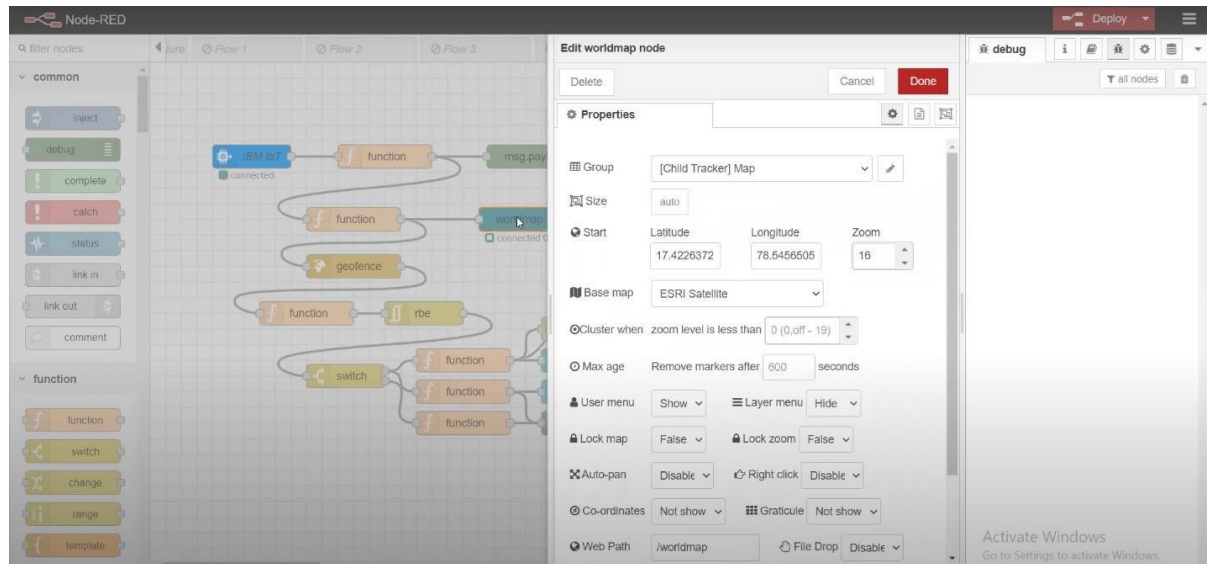 Node-RED
Deploy
filter nodes
ture
Flow 1
Flow 2
Flow 3
common
inject
debug
complete
catch
status
link in
link out
comment
function
function
switch
change
range
template
IBM IoT
connected
function
msg.payl
function
worldmap
connected 0
geofence
function
rbe
switch
function
function
function
Edit worldmap node
Delete
Cancel
Done
Properties
Group
[Child Tracker] Map
Size
auto
Start
Latitude
Longitude
Zoom
17.4226372
78.5456505
16
Base map
ESRI Satellite
Cluster when zoom level is less than 0 (0,off - 19)
Max age
Remove markers after 600 seconds
User menu
Show
Layer menu
Hide
Lock map
False
Lock zoom
False
Auto-pan
Disable
Right click
Disable
Co-ordinates
Not show
Graticule
Not show
Web Path
/worldmap
File Drop
Disable
debug
i
all nodes
Activate Windows
Go to Settings to activate Windows.